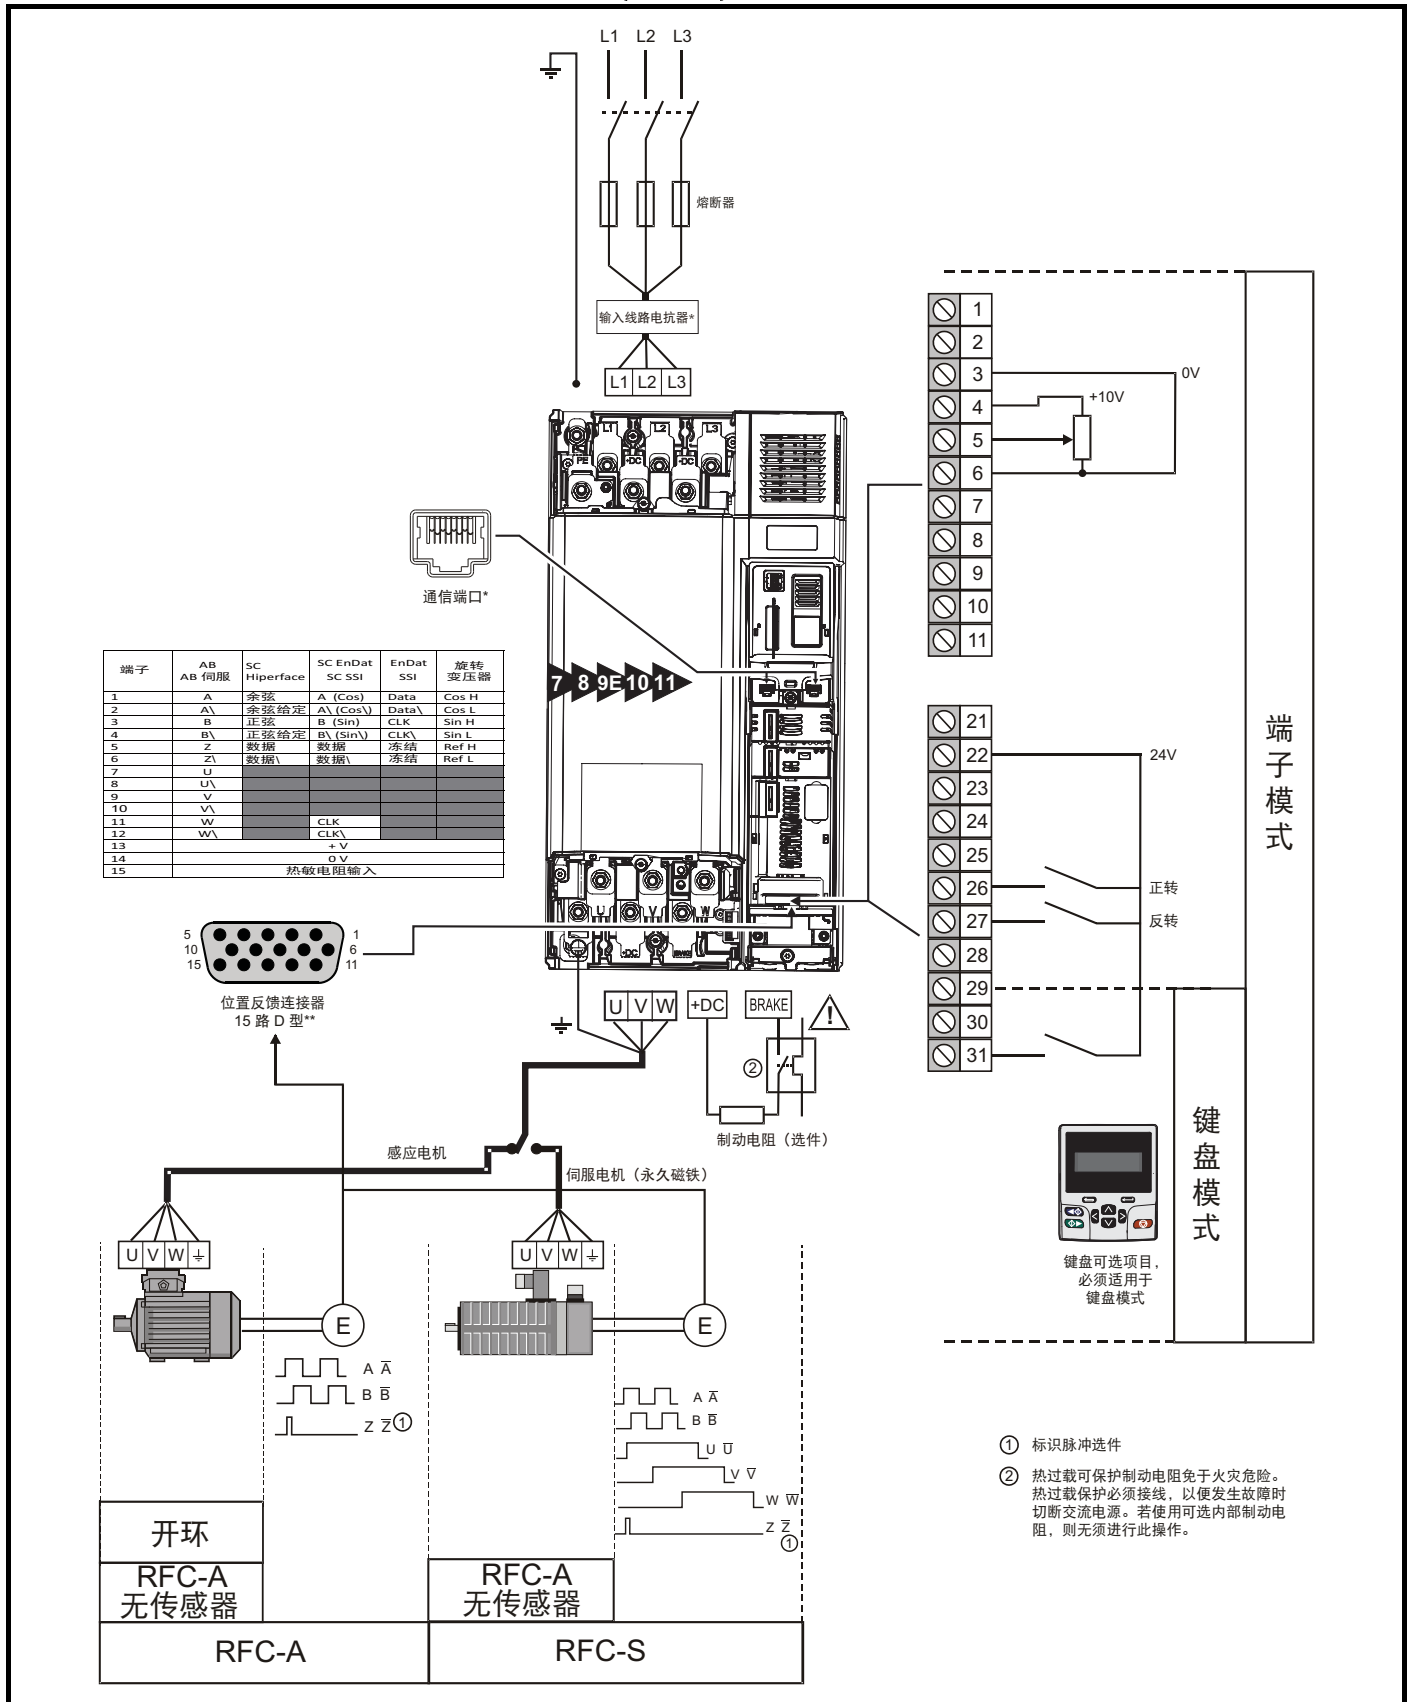 L1 L2 L3
熔断器
输入线路电抗器*
L1 L2 L3
L1 L2 L3
PE +DC +DC
通信端口*
7 8 9E 10 11
端子 AB AB 伺服 SC Hiperface SC EnDat SC SSI EnDat SSI 旋转变压器
1 A 余弦 A (Cos) Data Cos H
2 A\ 余弦给定 A\ (Cos\) Data\ Cos L
3 B 正弦 B (Sin) CLK Sin H
4 B\ 正弦给定 B\ (Sin\) CLK\ Sin L
5 Z 数据 数据 冻结 Ref H
6 Z\ 数据\ 数据\ 冻结 Ref L
7 U
8 U\
9 V
10 V\
11 W CLK
12 W\ CLK\
13 + V
14 0 V
15 热敏电阻输入
U V W
+DC
5 1
10 6
15 11
位置反馈连接器
15 路 D 型**
U V W +DC BRAKE
②
制动电阻（选件）
感应电机
伺服电机（永久磁铁）
U V W
U V W
E
E
A A̅
B B̅
Z Z̅ ①
A A̅
B B̅
U U̅
V V̅
W W̅
Z Z̅
①
开环
RFC-A
无传感器
RFC-A
无传感器
RFC-A
RFC-S
1
2
3
4
5
6
7
8
9
10
11
0V
+10V
21
22
23
24
25
26
27
28
29
30
31
24V
正转
反转
端子模式
键盘模式
键盘可选项目，
必须适用于
键盘模式
① 标识脉冲选件
② 热过载可保护制动电阻免于火灾危险。
热过载保护必须接线，以便发生故障时
切断交流电源。若使用可选内部制动电
阻，则无须进行此操作。